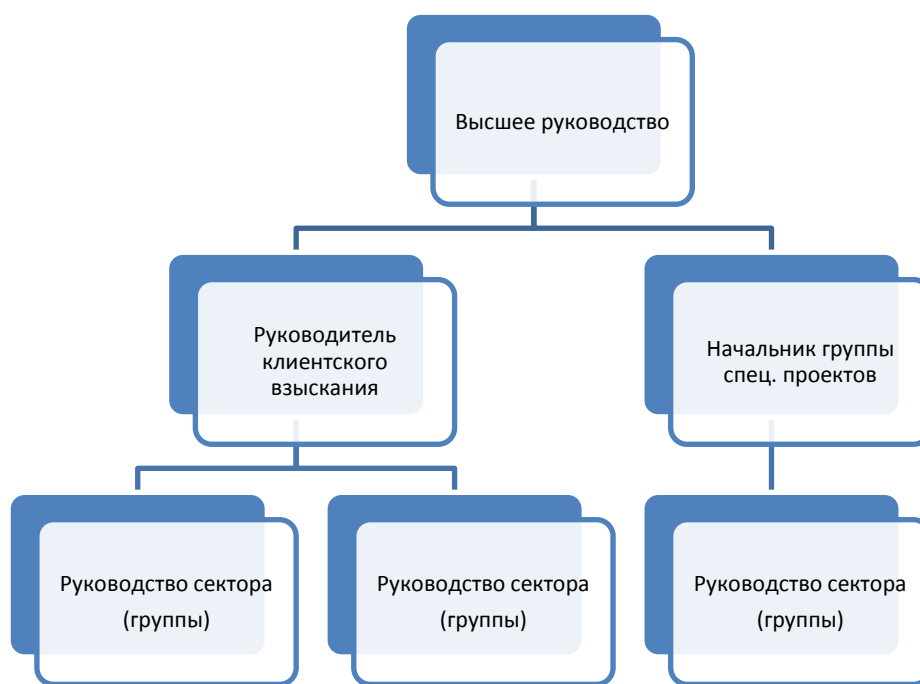 Высшее руководство
Руководитель
клиентского
взыскания
Начальник группы
спец. проектов
Руководство сектора
(группы)
Руководство сектора
(группы)
Руководство сектора
(группы)